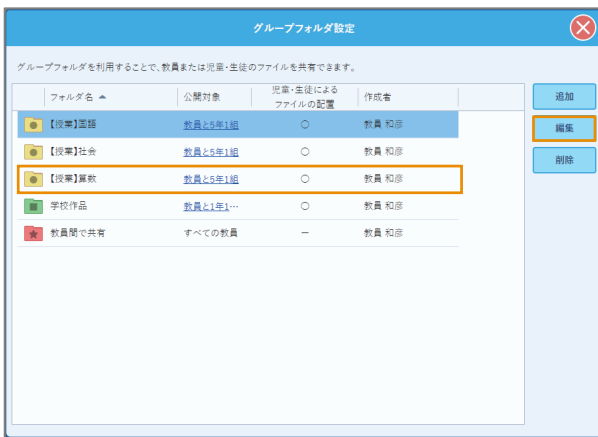 グループフォルダ設定
グループフォルダを利用することで、教員または児童・生徒のファイルを共有できます。
フォルダ名 公開対象 児童・生徒による
ファイルの配置 作成者
【授業】国語 教員と5年1組 ○ 教員 和彦
【授業】社会 教員と5年1組 ○ 教員 和彦
【授業】算数 教員と5年1組 ○ 教員 和彦
学校作品 教員と1年1… ○ 教員 和彦
教員間で共有 すべての教員 － 教員 和彦
追加
編集
削除